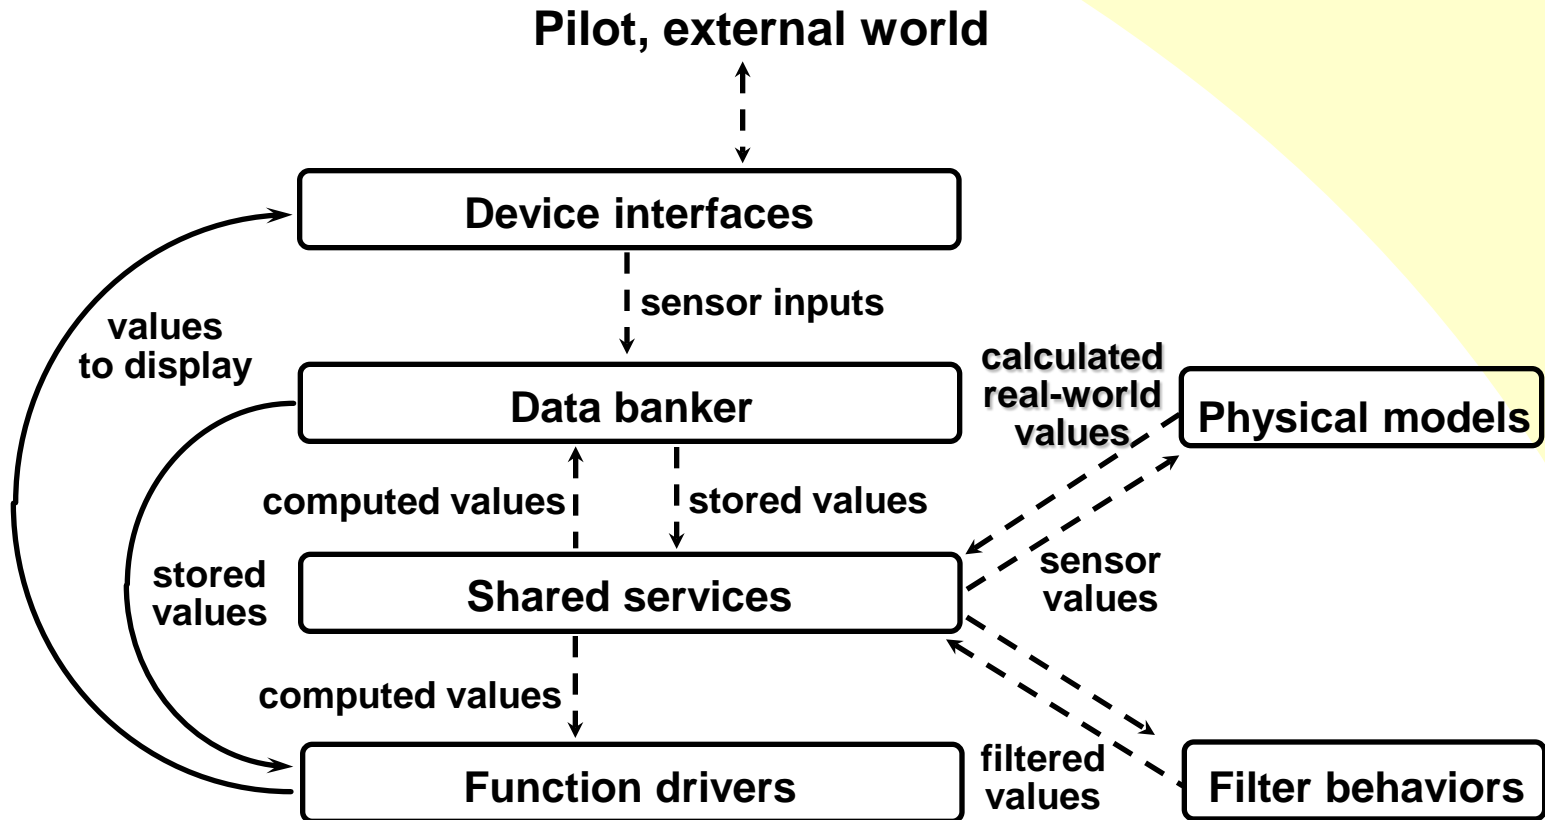 Pilot, external world
Device interfaces
sensor inputs
values
to display
calculated
real-world
values
Data banker
Physical models
computed values
stored values
stored
values
Shared services
sensor
values
computed values
Function drivers
filtered
values
Filter behaviors